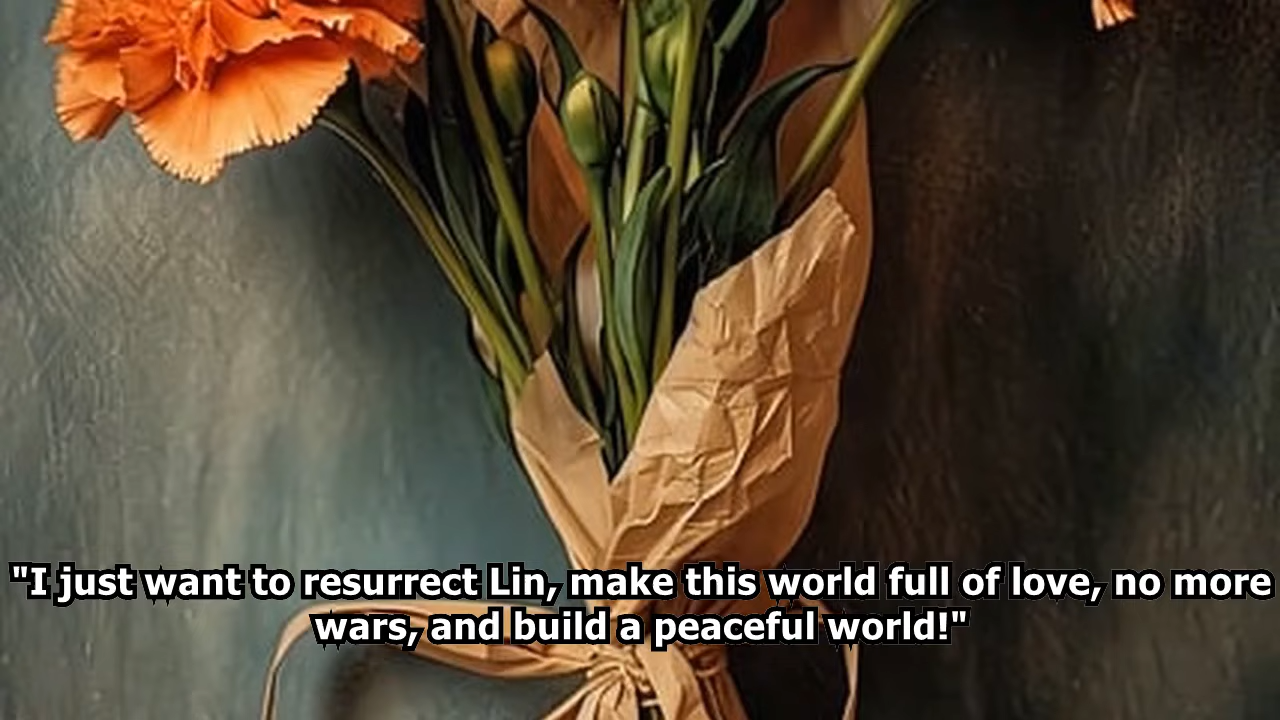 "I just want to resurrect Lin, make this world full of love, no more
wars, and build a peaceful world!"